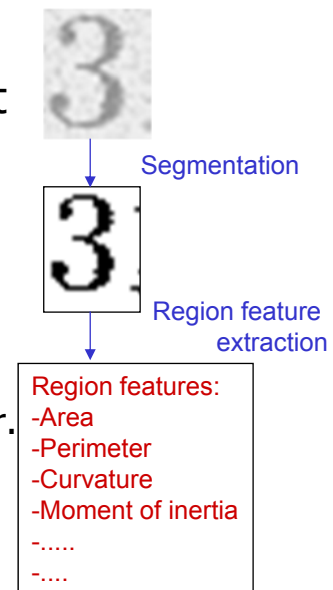 t
3
Segmentation
3
Region feature
extraction
r.
Region features:
-Area
-Perimeter
-Curvature
-Moment of inertia
-.....
-....